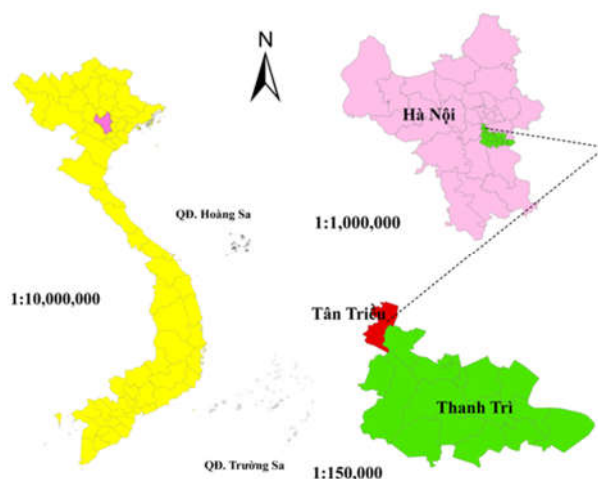 N
Hà Nội
QĐ. Hoàng Sa
1:1,000,000
1:10,000,000
Tân Triều
Thanh Trì
QĐ. Trường Sa
1:150,000